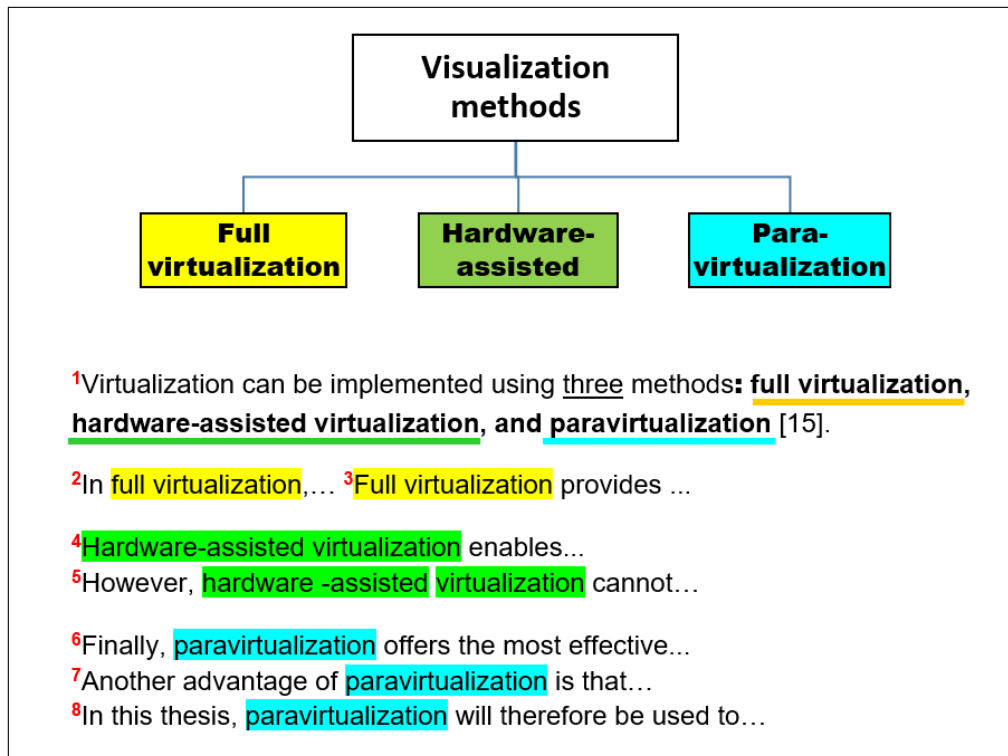 Visualization
methods
Full
virtualization
Hardware-
assisted
Para-
virtualization
1Virtualization can be implemented using three methods: full virtualization,
hardware-assisted virtualization, and paravirtualization [15].
2In full virtualization,… 3Full virtualization provides ...
4Hardware-assisted virtualization enables...
5However, hardware -assisted virtualization cannot…
6Finally, paravirtualization offers the most effective...
7Another advantage of paravirtualization is that…
8In this thesis, paravirtualization will therefore be used to…